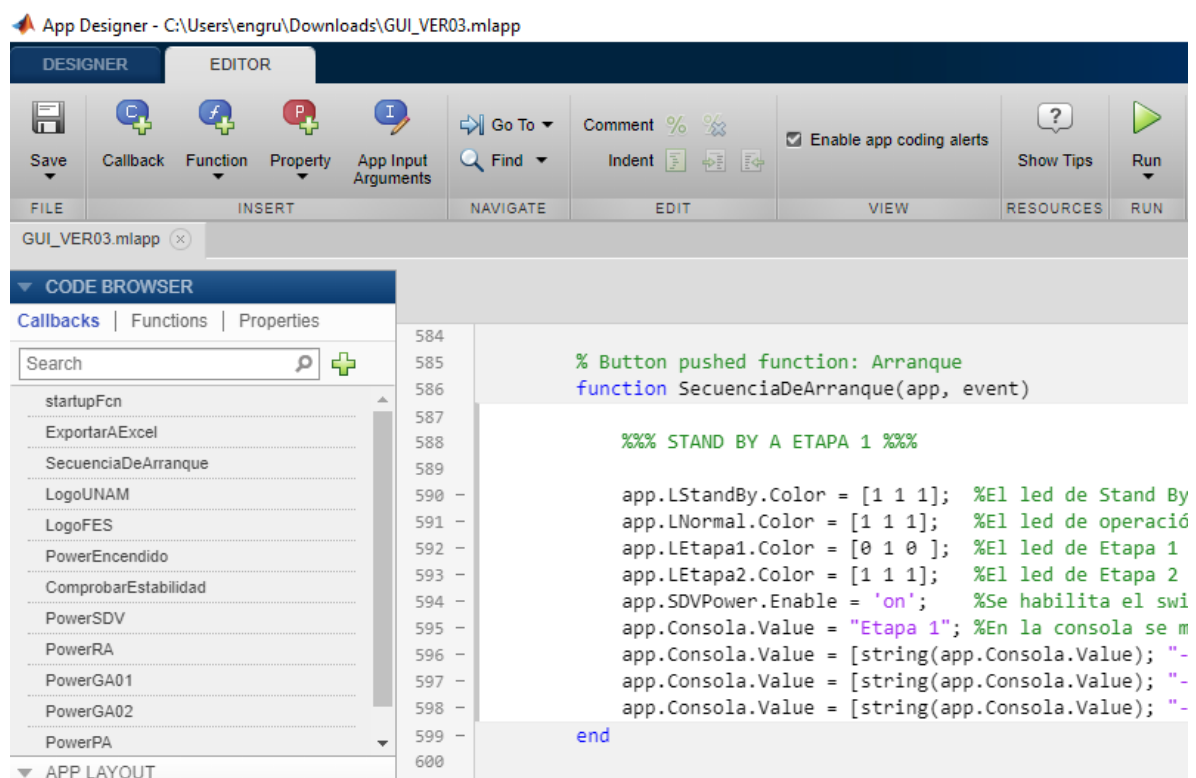 App Designer - C:\Users\engru\Downloads\GUI_VER03.mlapp
DESIGNER EDITOR
Save Callback Function Property App Input Arguments Go To Find Comment Indent Enable app coding alerts Show Tips Run
FILE INSERT NAVIGATE EDIT VIEW RESOURCES RUN
GUI_VER03.mlapp
CODE BROWSER
Callbacks | Functions | Properties
Search
startupFcn
ExportarAExcel
SecuenciaDeArranque
LogoUNAM
LogoFES
PowerEncendido
ComprobarEstabilidad
PowerSDV
PowerRA
PowerGA01
PowerGA02
PowerPA
APP LAYOUT
584
585 % Button pushed function: Arranque
586 function SecuenciaDeArranque(app, event)
587
588 %%% STAND BY A ETAPA 1 %%%
589
590 - app.LStandBy.Color = [1 1 1]; %El led de Stand By
591 - app.LNormal.Color = [1 1 1]; %El led de operació
592 - app.LEtapa1.Color = [0 1 0 ]; %El led de Etapa 1
593 - app.LEtapa2.Color = [1 1 1]; %El led de Etapa 2
594 - app.SDVPower.Enable = 'on'; %Se habilita el swi
595 - app.Consola.Value = "Etapa 1"; %En la consola se m
596 - app.Consola.Value = [string(app.Consola.Value); "-
597 - app.Consola.Value = [string(app.Consola.Value); "-
598 - app.Consola.Value = [string(app.Consola.Value); "-
599 - end
600